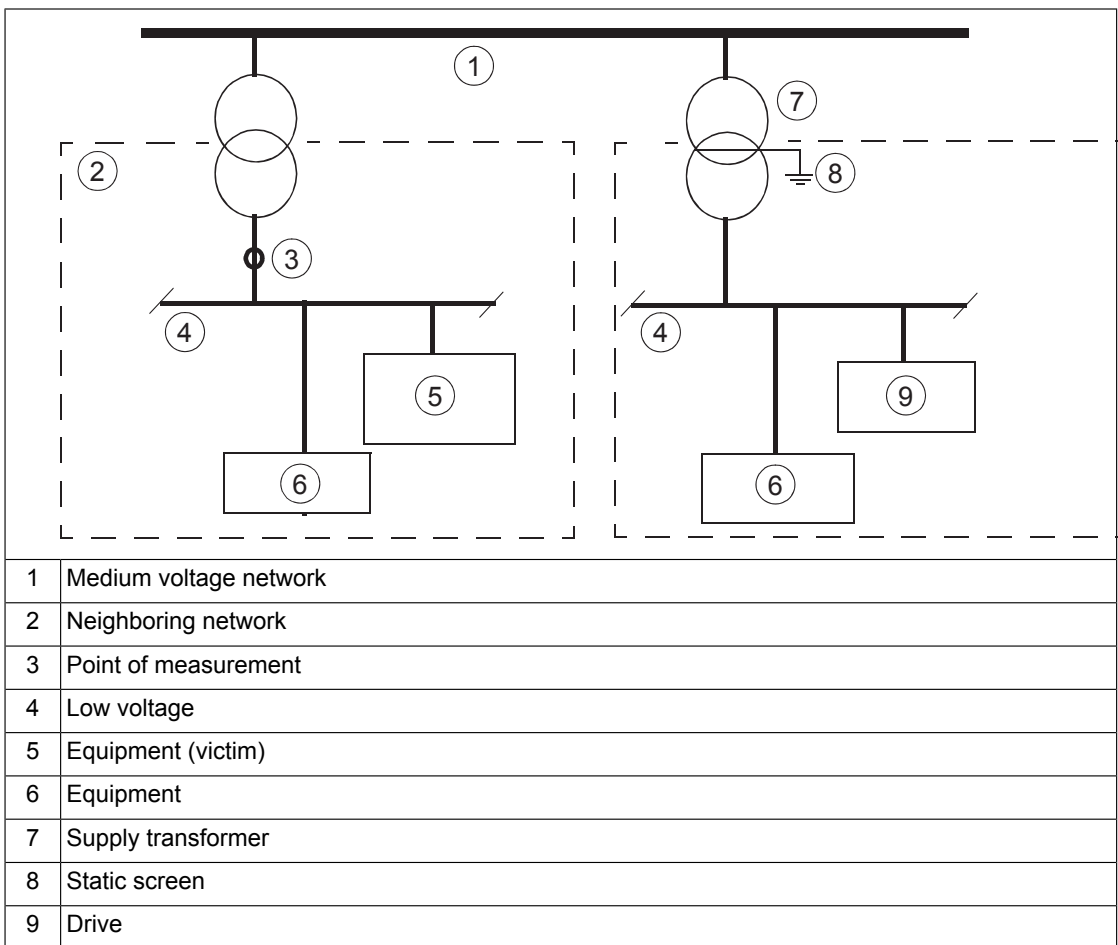 1
7
2
8
3
4
4
5
9
6
6
1 Medium voltage network
2 Neighboring network
3 Point of measurement
4 Low voltage
5 Equipment (victim)
6 Equipment
7 Supply transformer
8 Static screen
9 Drive